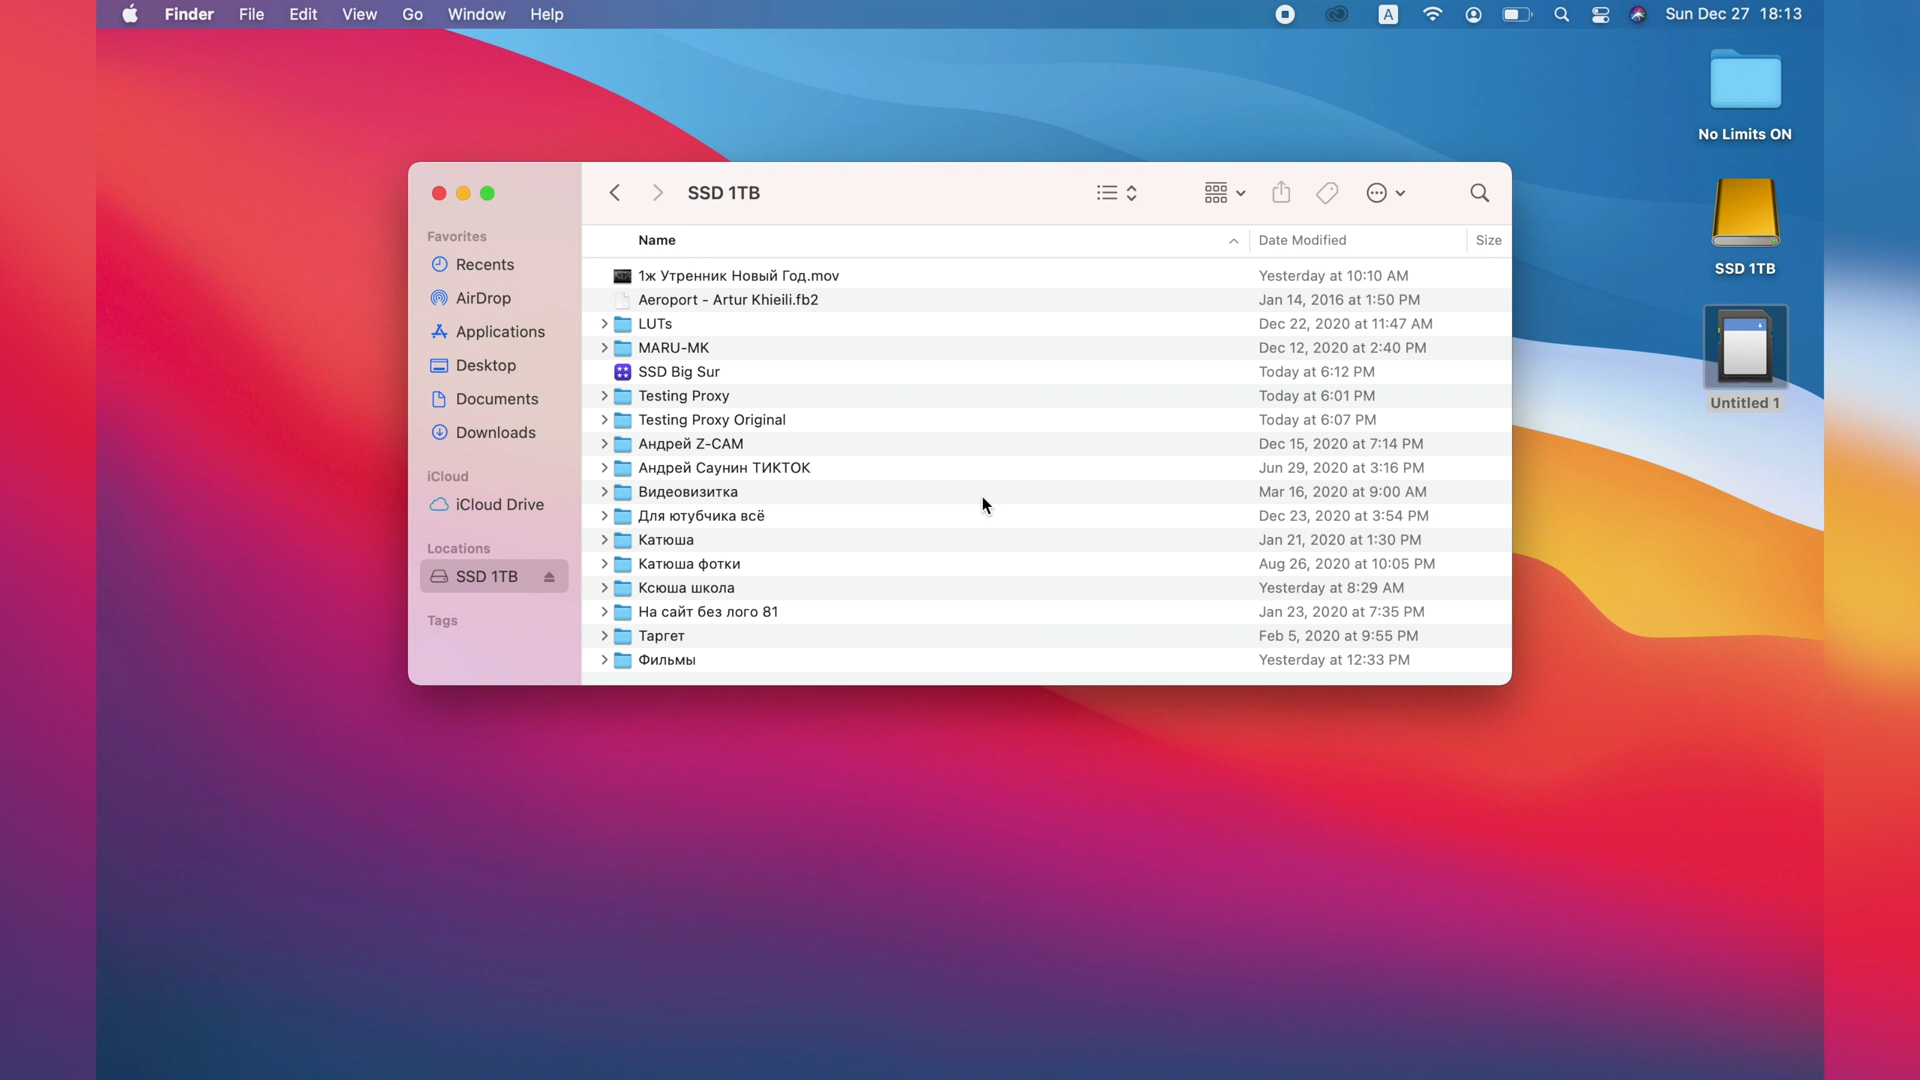 Finder File Edit View Go Window Help A Sun Dec 27 18:13
No Limits ON
SSD 1TB
Untitled 1
SSD 1TB
Favorites
Recents
AirDrop
Applications
Desktop
Documents
Downloads
iCloud
iCloud Drive
Locations
SSD 1TB
Tags
Name Date Modified Size
1ж Утренник Новый Год.mov Yesterday at 10:10 AM
Aeroport - Artur Khieili.fb2 Jan 14, 2016 at 1:50 PM
LUTs Dec 22, 2020 at 11:47 AM
MARU-MK Dec 12, 2020 at 2:40 PM
SSD Big Sur Today at 6:12 PM
Testing Proxy Today at 6:01 PM
Testing Proxy Original Today at 6:07 PM
Андрей Z-CAM Dec 15, 2020 at 7:14 PM
Андрей Саунин ТИКТОК Jun 29, 2020 at 3:16 PM
Видеовизитка Mar 16, 2020 at 9:00 AM
Для ютубчика всё Dec 23, 2020 at 3:54 PM
Катюша Jan 21, 2020 at 1:30 PM
Катюша фотки Aug 26, 2020 at 10:05 PM
Ксюша школа Yesterday at 8:29 AM
На сайт без лого 81 Jan 23, 2020 at 7:35 PM
Таргет Feb 5, 2020 at 9:55 PM
Фильмы Yesterday at 12:33 PM